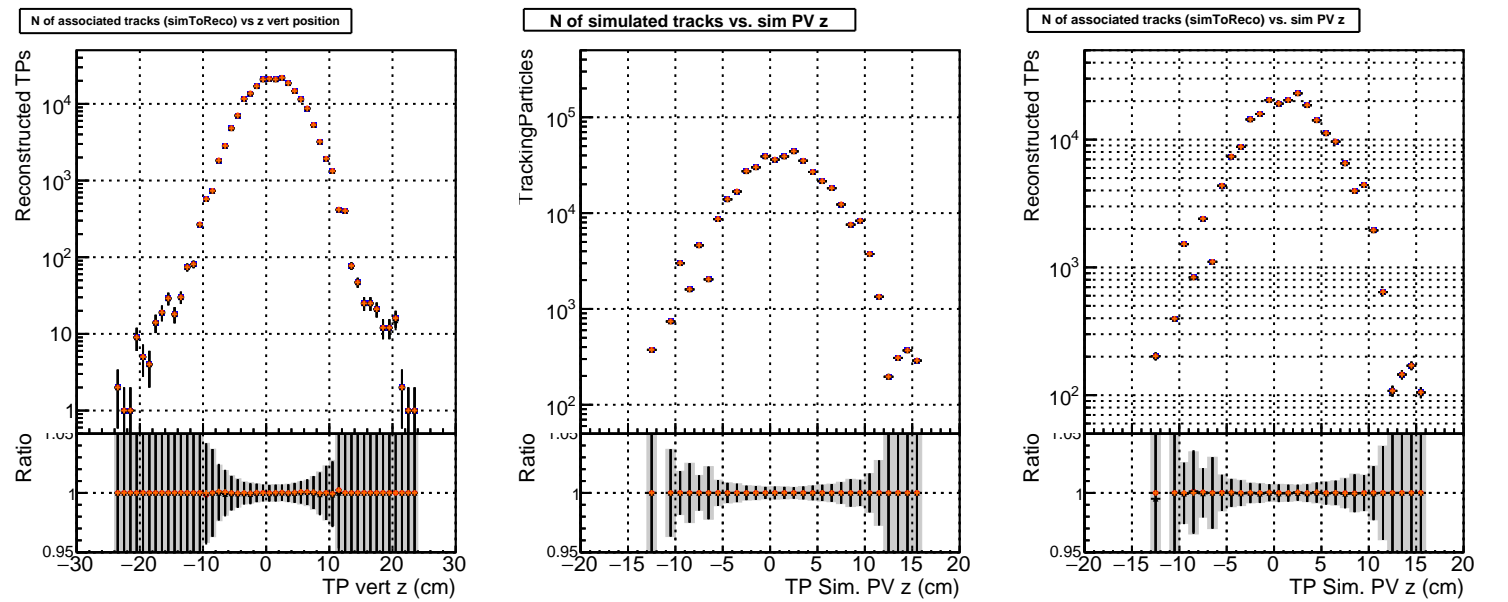 N of associated tracks (simToReco) vs z vert position
Reconstructed TPs
10^4
10^3
10^2
10
1
Ratio
1.05
1
0.95
−30 −20 −10 0 10 20 30
TP vert z (cm)
N of simulated tracks vs. sim PV z
TrackingParticles
10^5
10^4
10^3
10^2
Ratio
1.05
1
0.95
−20 −15 −10 −5 0 5 10 15 20
TP Sim. PV z (cm)
N of associated tracks (simToReco) vs. sim PV z
Reconstructed TPs
10^4
10^3
10^2
Ratio
1.05
1
0.95
−20 −15 −10 −5 0 5 10 15 20
TP Sim. PV z (cm)